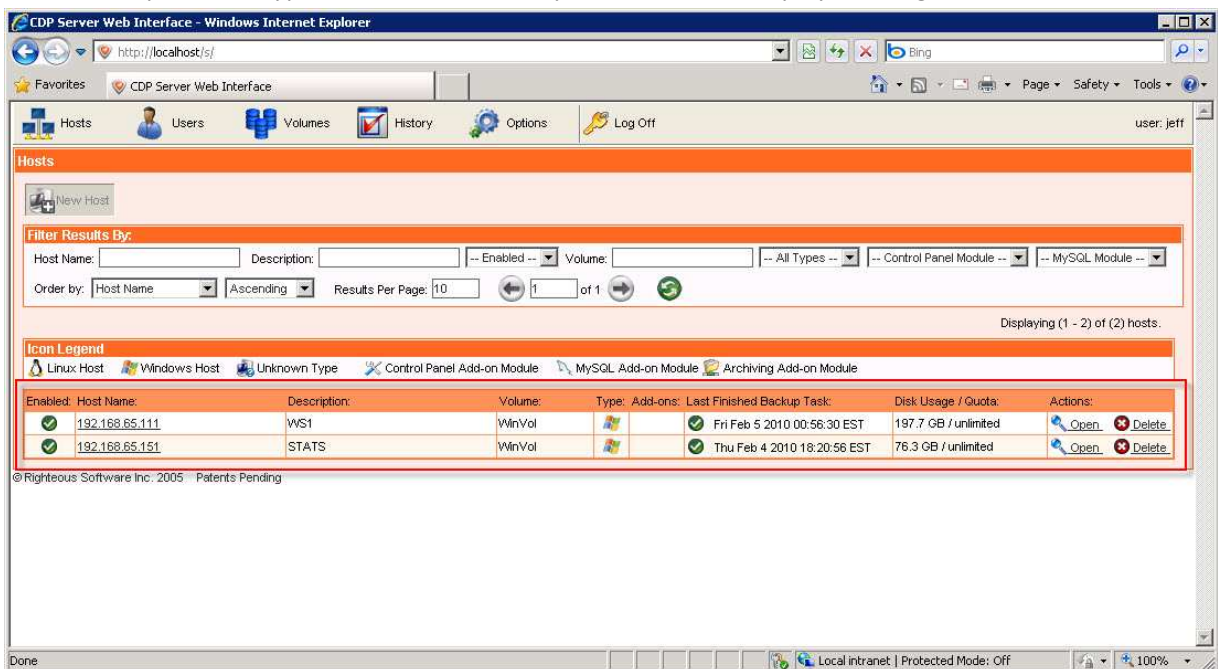 CDP Server Web Interface - Windows Internet Explorer
http://localhost/s/
Bing
Favorites CDP Server Web Interface Page Safety Tools
Hosts Users Volumes History Options Log Off user: jeff
Hosts
New Host
Filter Results By:
Host Name: Description: -- Enabled -- Volume: -- All Types -- -- Control Panel Module -- -- MySQL Module --
Order by: Host Name Ascending Results Per Page: 10 1 of 1
Displaying (1 - 2) of (2) hosts.
Icon Legend
Linux Host Windows Host Unknown Type Control Panel Add-on Module MySQL Add-on Module Archiving Add-on Module
Enabled: Host Name: Description: Volume: Type: Add-ons: Last Finished Backup Task: Disk Usage / Quota: Actions:
192.168.65.111 WS1 WinVol Fri Feb 5 2010 00:56:30 EST 197.7 GB / unlimited Open Delete
192.168.65.151 STATS WinVol Thu Feb 4 2010 18:20:56 EST 76.3 GB / unlimited Open Delete
© Righteous Software Inc. 2005 Patents Pending
Done Local intranet | Protected Mode: Off 100%